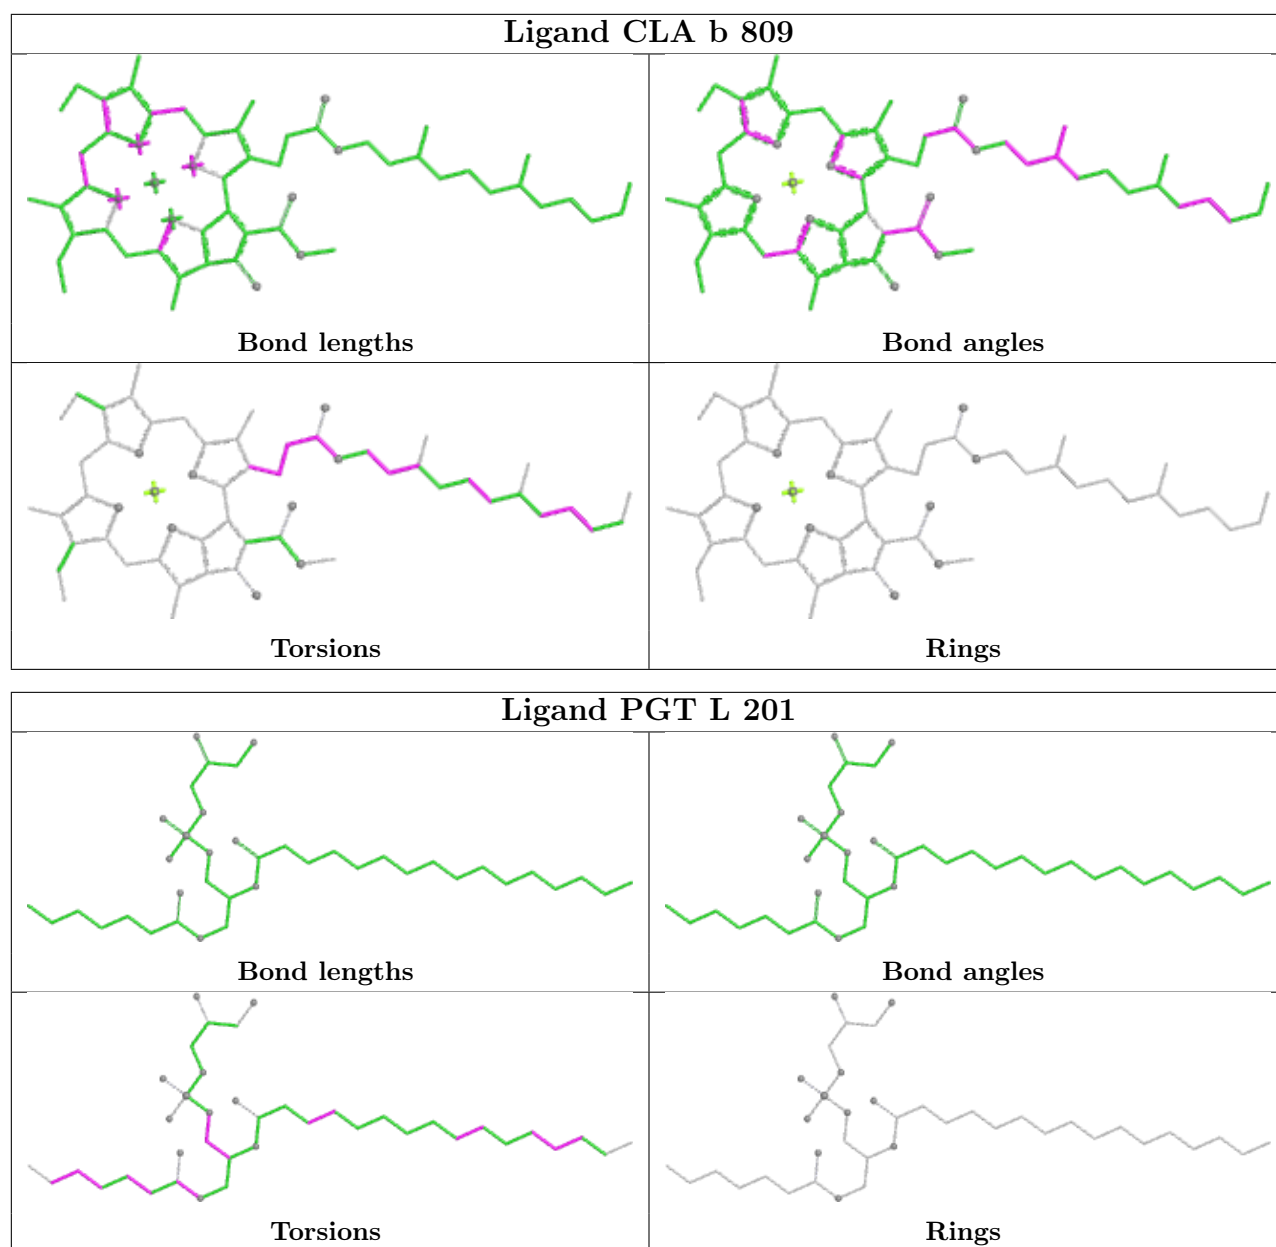 Ligand CLA b 809
Bond lengths
Bond angles
Torsions
Rings
Ligand PGT L 201
Bond lengths
Bond angles
Torsions
Rings